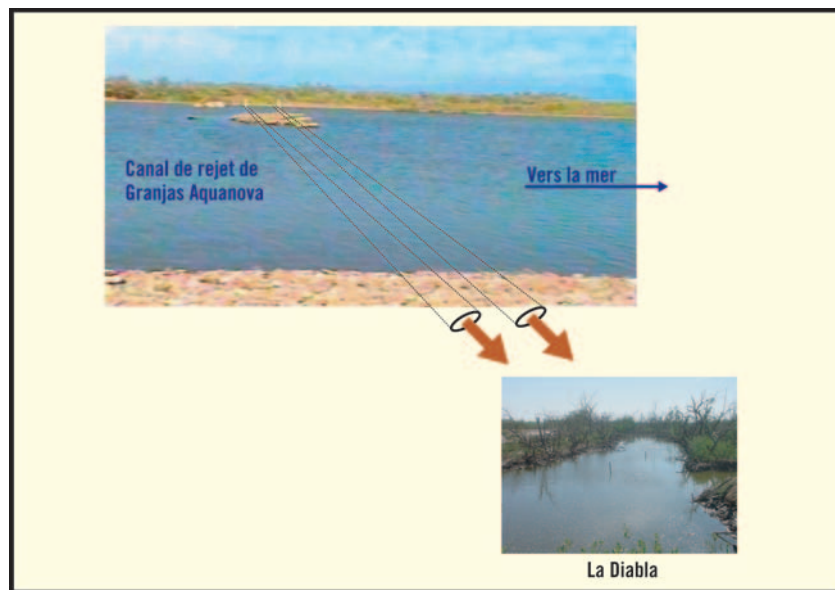 Canal de rejet de
Granjas Aquanova
Vers la mer
La Diabla